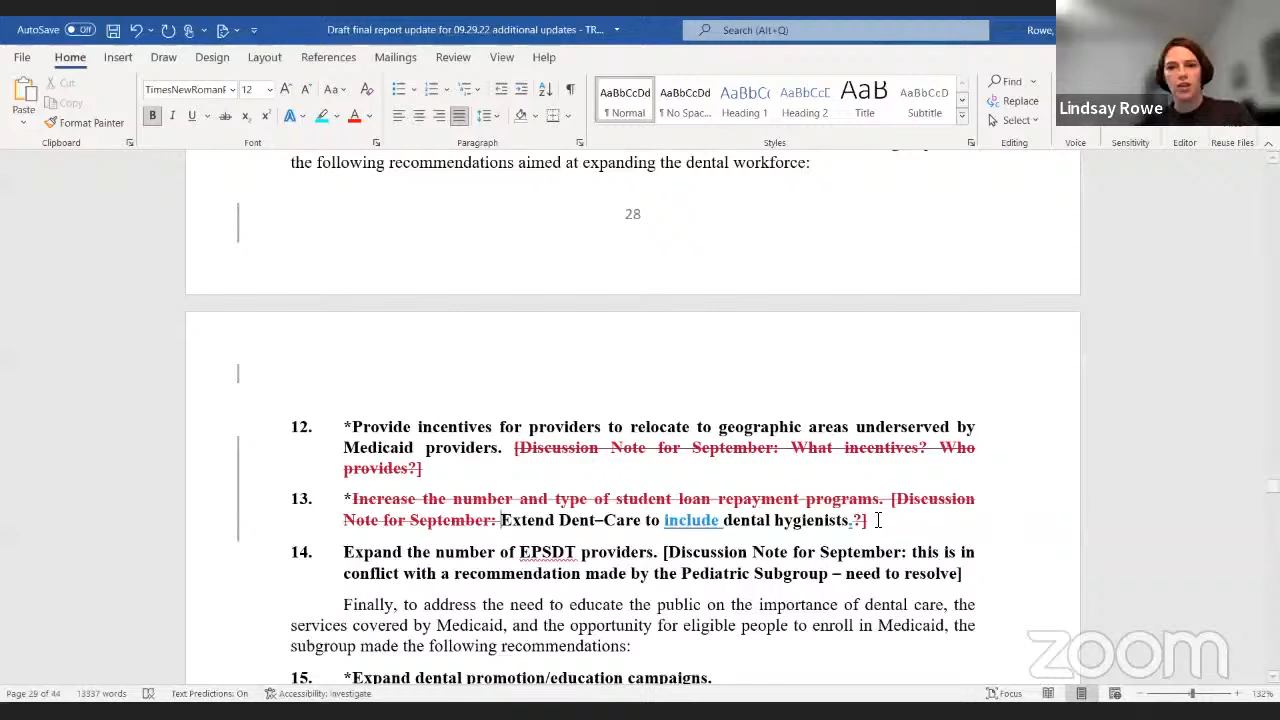 AutoSave Off Draft final report update for 09.29.22 additional updates - TR... Search (Alt+Q) Rowe,
File Home Insert Draw Design Layout References Mailings Review View Help
Lindsay Rowe
Paste Cut Copy Format Painter
TimesNewRomanP 12
AaBbCcDd AaBbCcDd AaBbCc AaBbCcC AaB AaBbCcD
¶ Normal ¶ No Spac... Heading 1 Heading 2 Title Subtitle
Find Replace Select
Clipboard Font Paragraph Styles Editing Voice Sensitivity Editor Reuse Files
the following recommendations aimed at expanding the dental workforce:
28
12. *Provide incentives for providers to relocate to geographic areas underserved by
Medicaid providers. [Discussion Note for September: What incentives? Who
provides?]
13. *Increase the number and type of student loan repayment programs. [Discussion
Note for September: Extend Dent–Care to include dental hygienists.?]
14. Expand the number of EPSDT providers. [Discussion Note for September: this is in
conflict with a recommendation made by the Pediatric Subgroup – need to resolve]
Finally, to address the need to educate the public on the importance of dental care, the
services covered by Medicaid, and the opportunity for eligible people to enroll in Medicaid, the
subgroup made the following recommendations:
15. *Expand dental promotion/education campaigns.
zoom
Page 29 of 44 13337 words Text Predictions: On Accessibility: Investigate Focus 132%